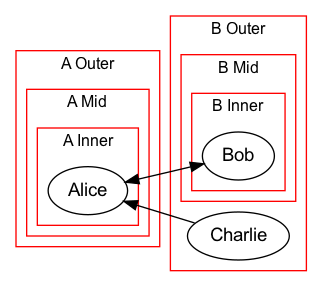 A Outer
A Mid
A Inner
Alice
B Outer
B Mid
B Inner
Bob
Charlie